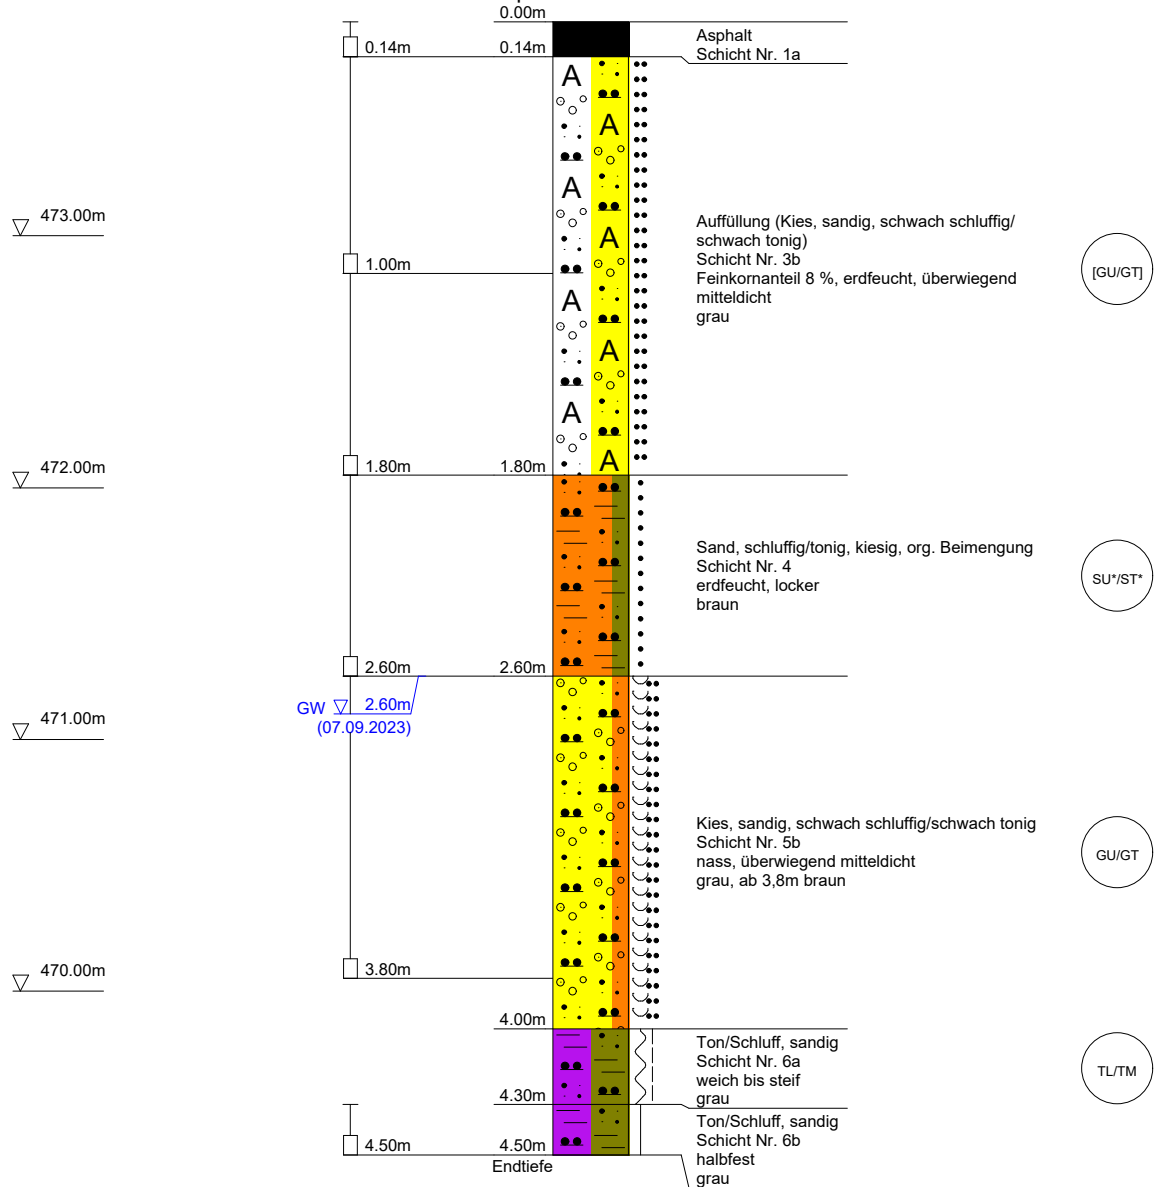 0.00m
Asphalt
Schicht Nr. 1a
0.14m
0.14m
A
A
473.00m
A
A
Auffüllung (Kies, sandig, schwach schluffig/
schwach tonig)
Schicht Nr. 3b
Feinkornanteil 8 %, erdfeucht, überwiegend
mitteldicht
grau
[GU/GT]
1.00m
A
A
A
A
472.00m
1.80m
1.80m
Sand, schluffig/tonig, kiesig, org. Beimengung
Schicht Nr. 4
erdfeucht, locker
braun
SU*/ST*
2.60m
2.60m
GW
2.60m
(07.09.2023)
471.00m
Kies, sandig, schwach schluffig/schwach tonig
Schicht Nr. 5b
nass, überwiegend mitteldicht
grau, ab 3,8m braun
GU/GT
470.00m
3.80m
4.00m
Ton/Schluff, sandig
Schicht Nr. 6a
weich bis steif
grau
TL/TM
4.30m
Ton/Schluff, sandig
Schicht Nr. 6b
halbfest
grau
4.50m
4.50m
Endtiefe